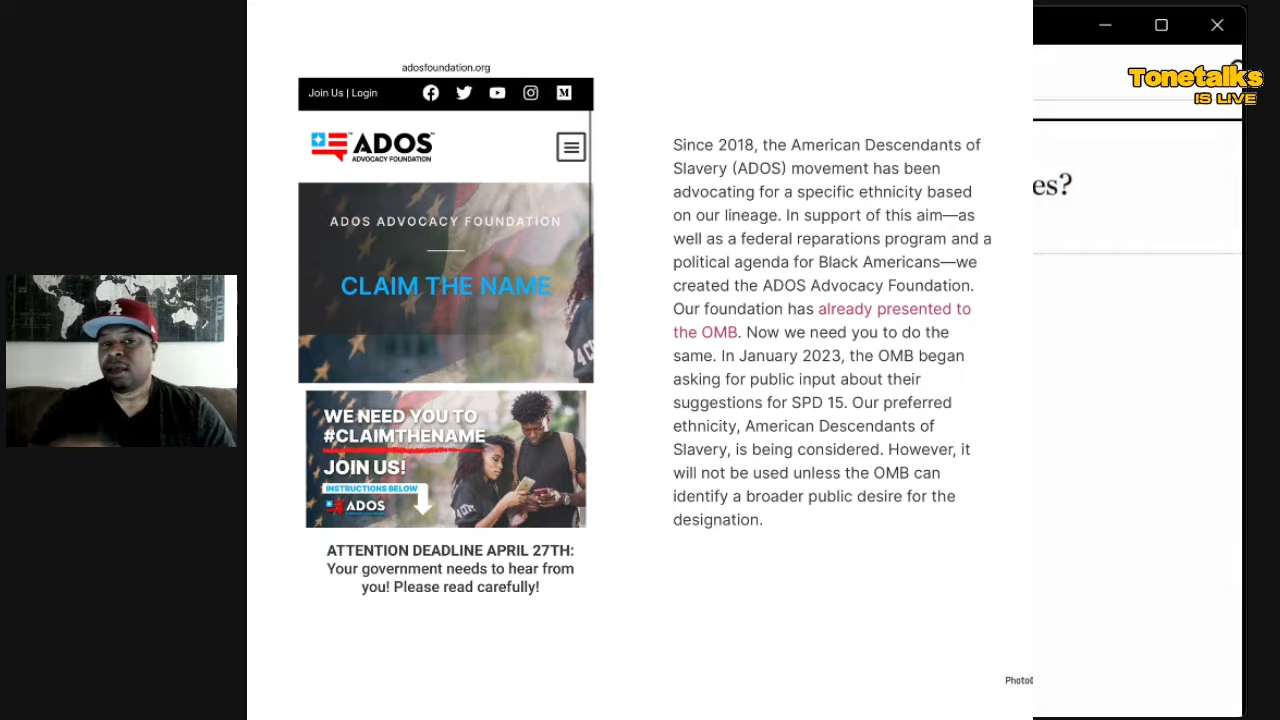 adosfoundation.org
Join Us | Login
ADOS™
ADVOCACY FOUNDATION
ADOS ADVOCACY FOUNDATION
CLAIM THE NAME
WE NEED YOU TO
#CLAIMTHENAME
JOIN US!
INSTRUCTIONS BELOW
ADOS
ATTENTION DEADLINE APRIL 27TH:
Your government needs to hear from
you! Please read carefully!
Since 2018, the American Descendants of
Slavery (ADOS) movement has been
advocating for a specific ethnicity based
on our lineage. In support of this aim—as
well as a federal reparations program and a
political agenda for Black Americans—we
created the ADOS Advocacy Foundation.
Our foundation has already presented to
the OMB. Now we need you to do the
same. In January 2023, the OMB began
asking for public input about their
suggestions for SPD 15. Our preferred
ethnicity, American Descendants of
Slavery, is being considered. However, it
will not be used unless the OMB can
identify a broader public desire for the
designation.
Tonetalks
IS LIVE
es?